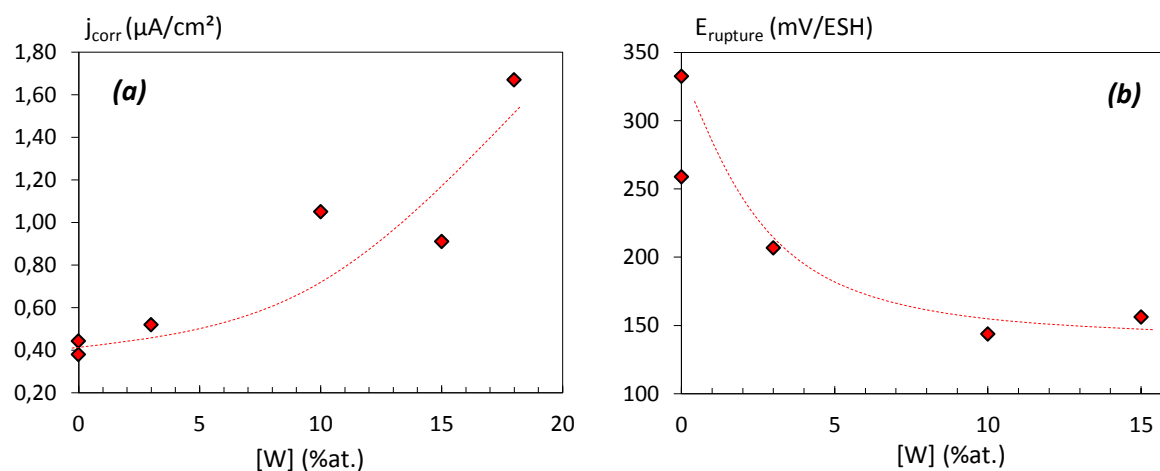 j_corr (µA/cm²)
1,80
1,60
1,40
1,20
1,00
0,80
0,60
0,40
0,20
0 5 10 15 20
[W] (%at.)
(a)
E_rupture (mV/ESH)
350
300
250
200
150
100
0 5 10 15
[W] (%at.)
(b)